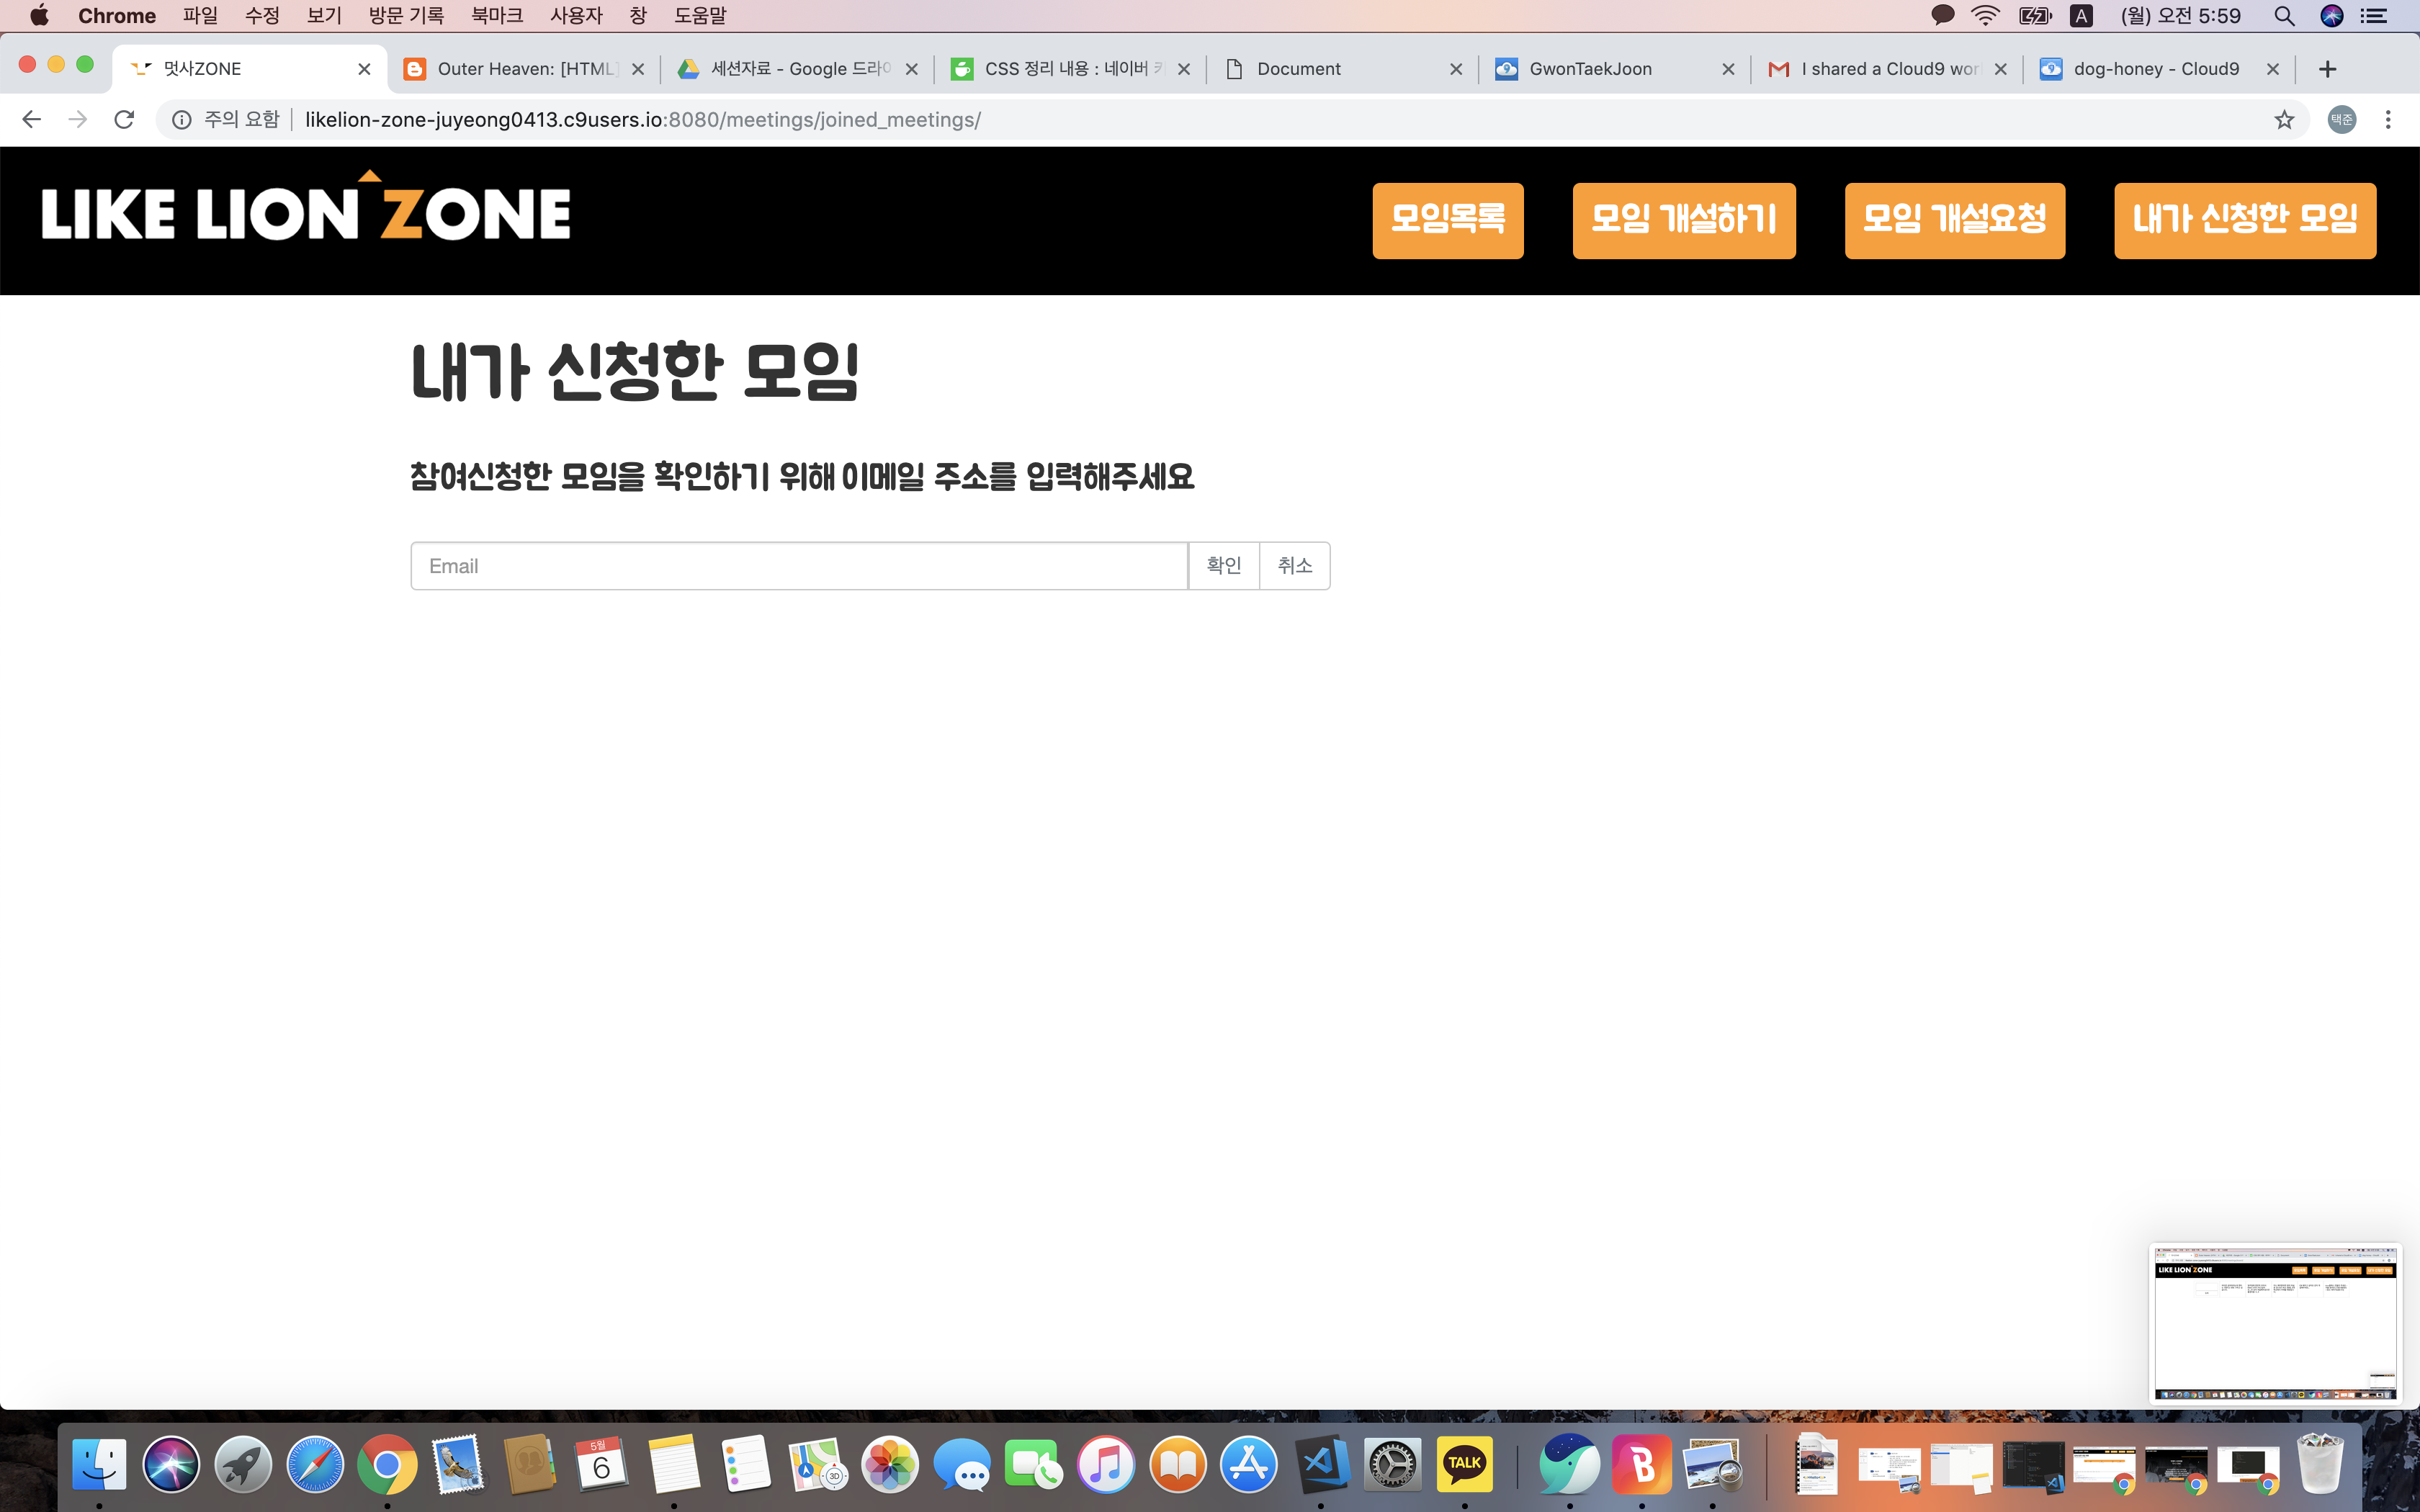 Chrome 파일 수정 보기 방문 기록 북마크 사용자 창 도움말 A (월) 오전 5:59
멋사ZONE Outer Heaven: [HTML] 세션자료 - Google 드라이 CSS 정리 내용 : 네이버 카 Document GwonTaekJoon I shared a Cloud9 wor dog-honey - Cloud9
주의 요함 likelion-zone-juyeong0413.c9users.io:8080/meetings/joined_meetings/ 택준
LIKE LION ZONE 모임목록 모임 개설하기 모임 개설요청 내가 신청한 모임
내가 신청한 모임
참여신청한 모임을 확인하기 위해 이메일 주소를 입력해주세요
Email 확인 취소
LIKE LION ZONE
5월
6
3D
TALK
B